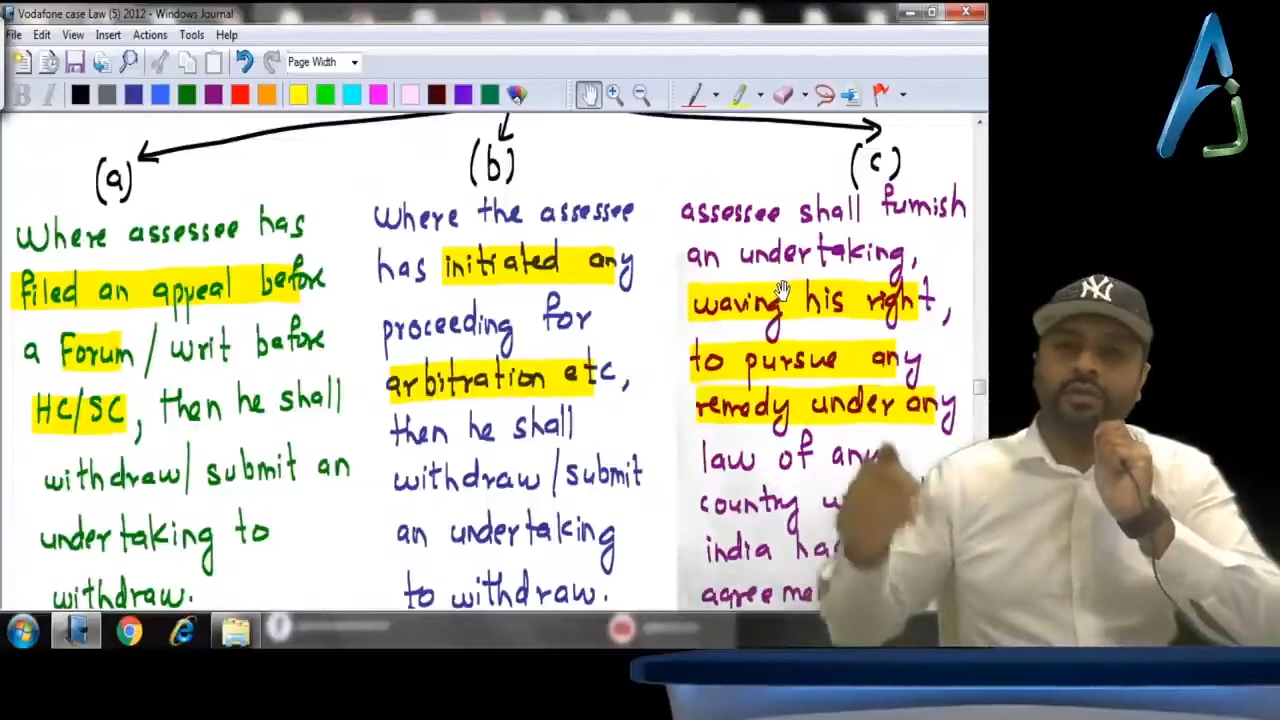 Vodafone case Law (5) 2012 - Windows Journal
File Edit View Insert Actions Tools Help
B I Page Width
(a)
Where assessee has
filed an appeal before
a Forum/writ before
HC/SC, then he shall
withdraw/submit an
undertaking to
withdraw.
(b)
where the assessee
has initiated any
proceeding for
arbitration etc,
then he shall
withdraw/submit
an undertaking
to withdraw.
(c)
assessee shall furnish
an undertaking,
waving his right,
to pursue any
remedy under any
law of any
country
india
NY
AJ